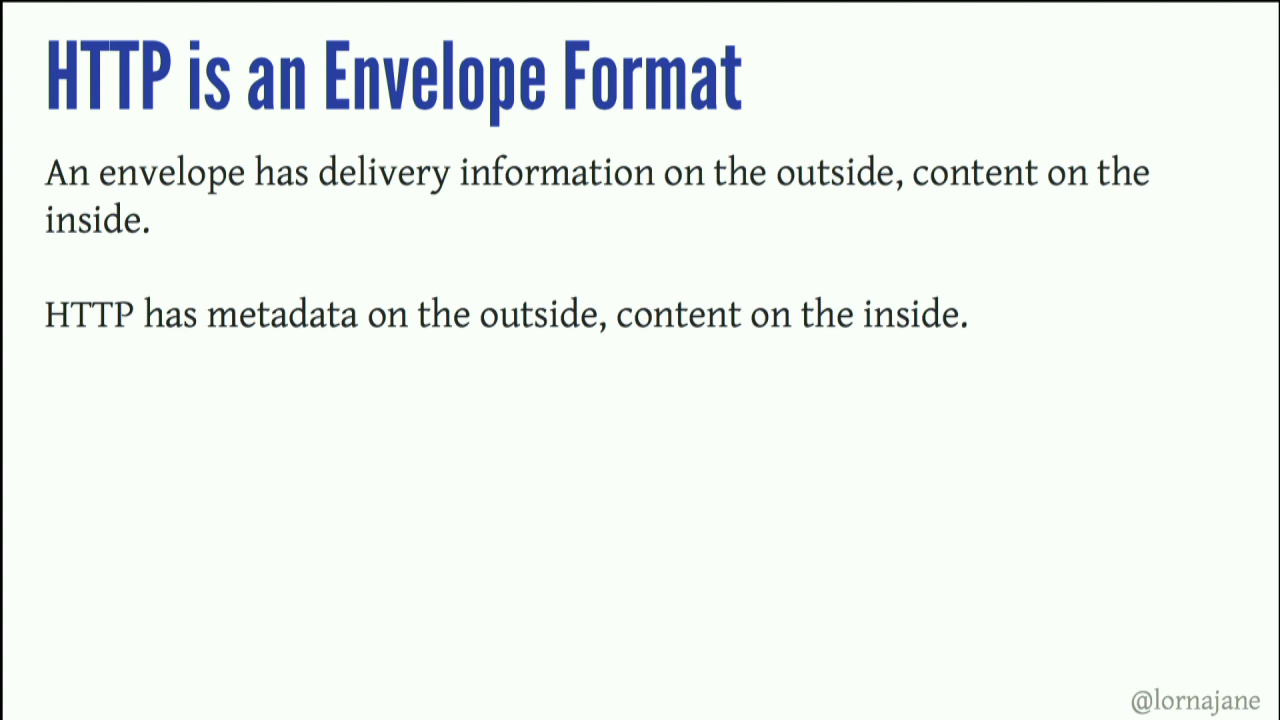 HTTP is an Envelope Format
An envelope has delivery information on the outside, content on the
inside.
HTTP has metadata on the outside, content on the inside.
@lornajane